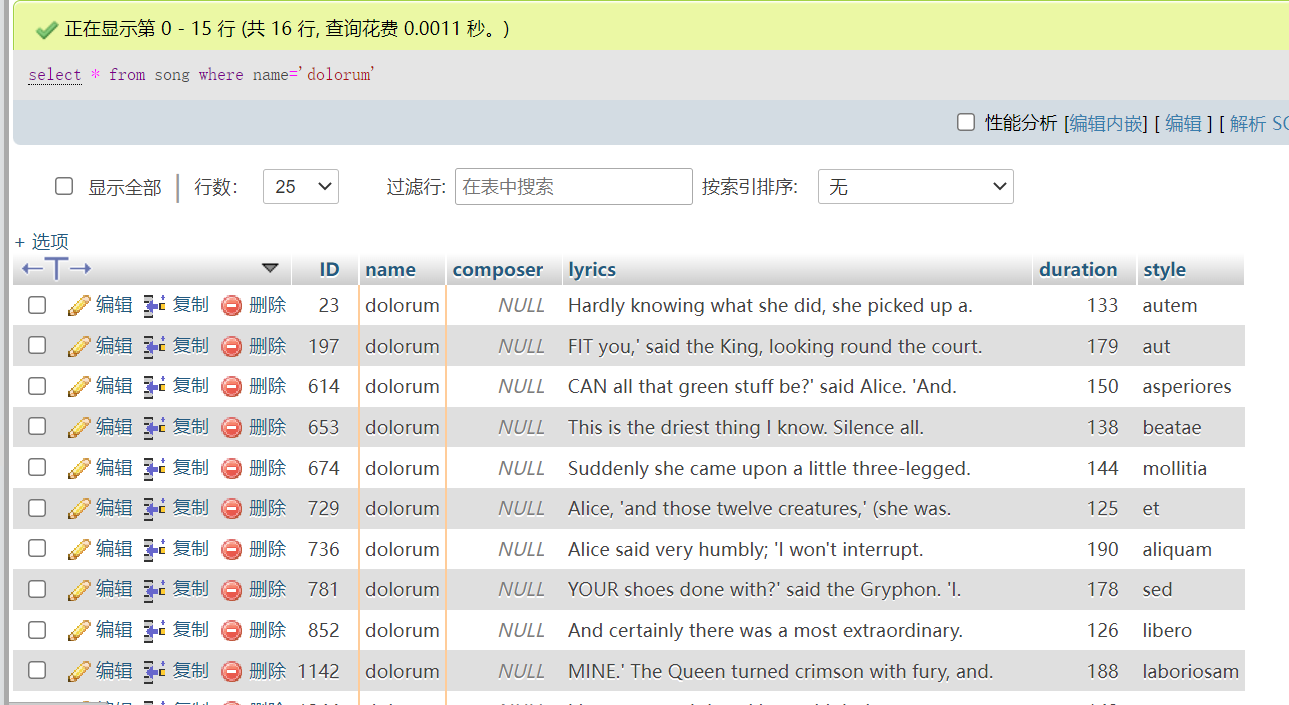 正在显示第 0 - 15 行 (共 16 行, 查询花费 0.0011 秒。)
select * from song where name='dolorum'
性能分析 [编辑内嵌] [ 编辑 ] [ 解析
显示全部 行数: 25 过滤行: 在表中搜索 按索引排序: 无
+ 选项
ID name composer lyrics duration style
编辑 复制 删除 23 dolorum NULL Hardly knowing what she did, she picked up a. 133 autem
编辑 复制 删除 197 dolorum NULL FIT you,' said the King, looking round the court. 179 aut
编辑 复制 删除 614 dolorum NULL CAN all that green stuff be?' said Alice. 'And. 150 asperiores
编辑 复制 删除 653 dolorum NULL This is the driest thing I know. Silence all. 138 beatae
编辑 复制 删除 674 dolorum NULL Suddenly she came upon a little three-legged. 144 mollitia
编辑 复制 删除 729 dolorum NULL Alice, 'and those twelve creatures,' (she was. 125 et
编辑 复制 删除 736 dolorum NULL Alice said very humbly; 'I won't interrupt. 190 aliquam
编辑 复制 删除 781 dolorum NULL YOUR shoes done with?' said the Gryphon. 'I. 178 sed
编辑 复制 删除 852 dolorum NULL And certainly there was a most extraordinary. 126 libero
编辑 复制 删除 1142 dolorum NULL MINE.' The Queen turned crimson with fury, and. 188 laboriosam